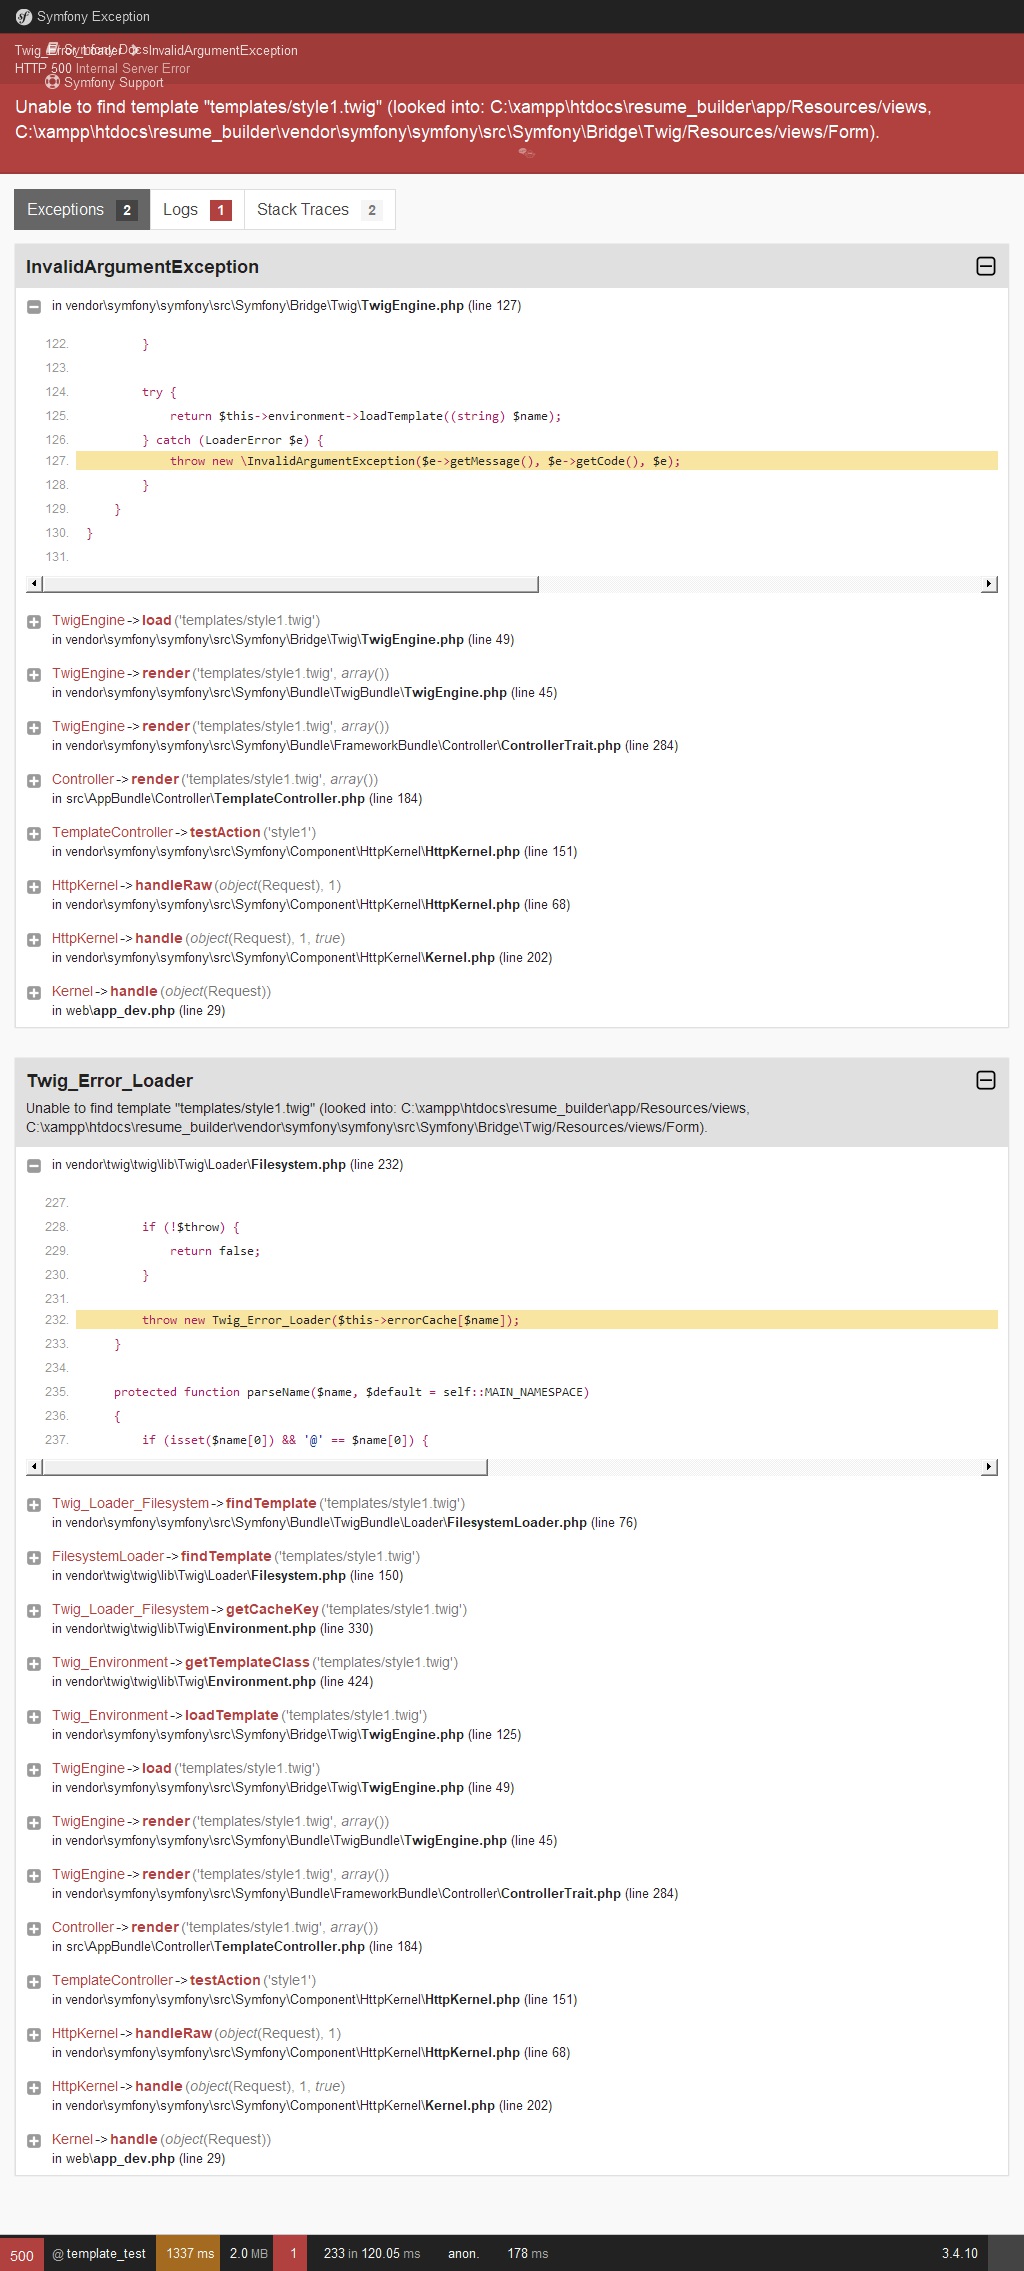 Symfony Exception
Symfony Docs
Twig_Error_Loader InvalidArgumentException
HTTP 500 Internal Server Error
Symfony Support
Unable to find template "templates/style1.twig" (looked into: C:\xampp\htdocs\resume_builder\app/Resources/views,
C:\xampp\htdocs\resume_builder\vendor\symfony\symfony\src\Symfony\Bridge\Twig/Resources/views/Form).
Exceptions 2 Logs 1 Stack Traces 2
InvalidArgumentException
in vendor\symfony\symfony\src\Symfony\Bridge\Twig\TwigEngine.php (line 127)
122. }
123.
124. try {
125. return $this->environment->loadTemplate((string) $name);
126. } catch (LoaderError $e) {
127. throw new \InvalidArgumentException($e->getMessage(), $e->getCode(), $e);
128. }
129. }
130. }
131.
TwigEngine->load('templates/style1.twig')
in vendor\symfony\symfony\src\Symfony\Bridge\Twig\TwigEngine.php (line 49)
TwigEngine->render('templates/style1.twig', array())
in vendor\symfony\symfony\src\Symfony\Bundle\TwigBundle\TwigEngine.php (line 45)
TwigEngine->render('templates/style1.twig', array())
in vendor\symfony\symfony\src\Symfony\Bundle\FrameworkBundle\Controller\ControllerTrait.php (line 284)
Controller->render('templates/style1.twig', array())
in src\AppBundle\Controller\TemplateController.php (line 184)
TemplateController->testAction('style1')
in vendor\symfony\symfony\src\Symfony\Component\HttpKernel\HttpKernel.php (line 151)
HttpKernel->handleRaw(object(Request), 1)
in vendor\symfony\symfony\src\Symfony\Component\HttpKernel\HttpKernel.php (line 68)
HttpKernel->handle(object(Request), 1, true)
in vendor\symfony\symfony\src\Symfony\Component\HttpKernel\Kernel.php (line 202)
Kernel->handle(object(Request))
in web\app_dev.php (line 29)
Twig_Error_Loader
Unable to find template "templates/style1.twig" (looked into: C:\xampp\htdocs\resume_builder\app/Resources/views,
C:\xampp\htdocs\resume_builder\vendor\symfony\symfony\src\Symfony\Bridge\Twig/Resources/views/Form).
in vendor\twig\twig\lib\Twig\Loader\Filesystem.php (line 232)
227.
228. if (!$throw) {
229. return false;
230. }
231.
232. throw new Twig_Error_Loader($this->errorCache[$name]);
233. }
234.
235. protected function parseName($name, $default = self::MAIN_NAMESPACE)
236. {
237. if (isset($name[0]) && '@' == $name[0]) {
Twig_Loader_Filesystem->findTemplate('templates/style1.twig')
in vendor\symfony\symfony\src\Symfony\Bundle\TwigBundle\Loader\FilesystemLoader.php (line 76)
FilesystemLoader->findTemplate('templates/style1.twig')
in vendor\twig\twig\lib\Twig\Loader\Filesystem.php (line 150)
Twig_Loader_Filesystem->getCacheKey('templates/style1.twig')
in vendor\twig\twig\lib\Twig\Environment.php (line 330)
Twig_Environment->getTemplateClass('templates/style1.twig')
in vendor\twig\twig\lib\Twig\Environment.php (line 424)
Twig_Environment->loadTemplate('templates/style1.twig')
in vendor\symfony\symfony\src\Symfony\Bridge\Twig\TwigEngine.php (line 125)
TwigEngine->load('templates/style1.twig')
in vendor\symfony\symfony\src\Symfony\Bridge\Twig\TwigEngine.php (line 49)
TwigEngine->render('templates/style1.twig', array())
in vendor\symfony\symfony\src\Symfony\Bundle\TwigBundle\TwigEngine.php (line 45)
TwigEngine->render('templates/style1.twig', array())
in vendor\symfony\symfony\src\Symfony\Bundle\FrameworkBundle\Controller\ControllerTrait.php (line 284)
Controller->render('templates/style1.twig', array())
in src\AppBundle\Controller\TemplateController.php (line 184)
TemplateController->testAction('style1')
in vendor\symfony\symfony\src\Symfony\Component\HttpKernel\HttpKernel.php (line 151)
HttpKernel->handleRaw(object(Request), 1)
in vendor\symfony\symfony\src\Symfony\Component\HttpKernel\HttpKernel.php (line 68)
HttpKernel->handle(object(Request), 1, true)
in vendor\symfony\symfony\src\Symfony\Component\HttpKernel\Kernel.php (line 202)
Kernel->handle(object(Request))
in web\app_dev.php (line 29)
500 @ template_test 1337 ms 2.0 MB 1 233 in 120.05 ms anon. 178 ms 3.4.10